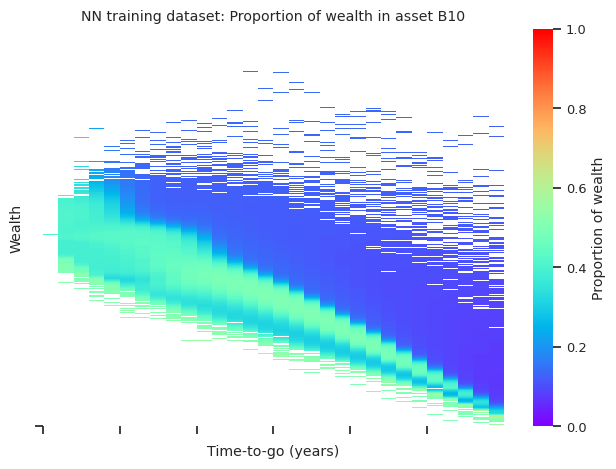 NN training dataset: Proportion of wealth in asset B10
Wealth
Time-to-go (years)
1.0
0.8
0.6
0.4
0.2
0.0
Proportion of wealth